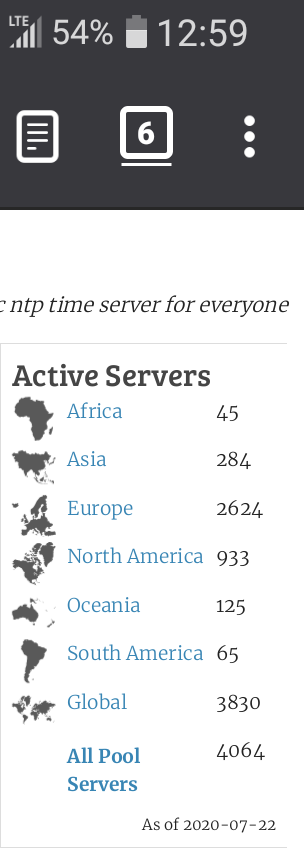 LTE 54% 12:59
6
ntp time server for everyone
Active Servers
Africa 45
Asia 284
Europe 2624
North America 933
Oceania 125
South America 65
Global 3830
All Pool 4064
Servers
As of 2020-07-22